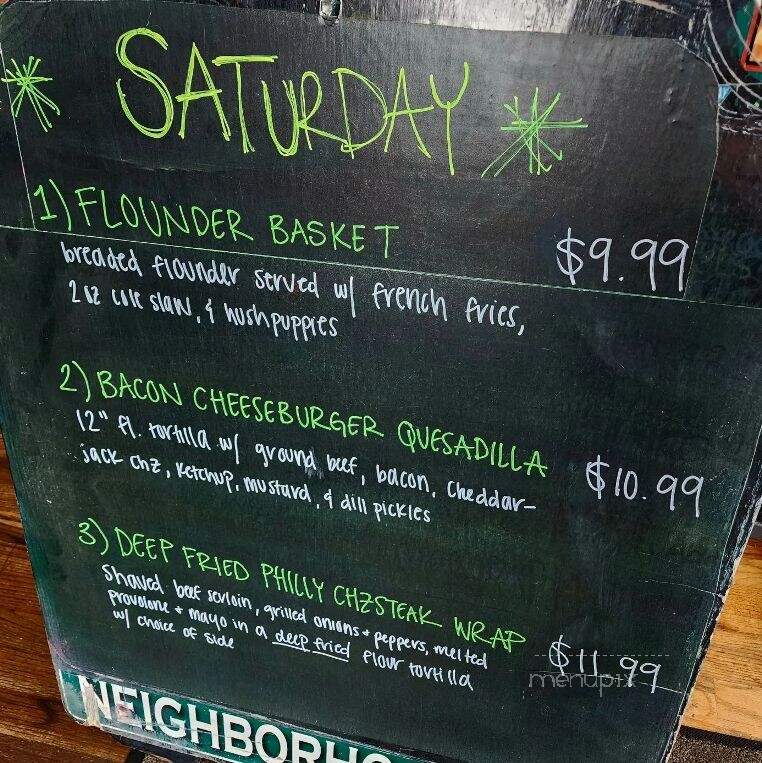 SATURDAY
1) FLOUNDER BASKET $9.99
breaded flounder served w/ french fries,
2 oz cole slaw, & hushpuppies
2) BACON CHEESEBURGER QUESADILLA $10.99
12" fl. tortilla w/ ground beef, bacon, cheddar-
jack chz, ketchup, mustard, & dill pickles
3) DEEP FRIED PHILLY CHZSTEAK WRAP $11.99
shaved beef serloin, grilled onions + peppers, melted
provolone + mayo in a deep fried flour tortilla
w/ choice of side
menupix
NEIGHBORHO